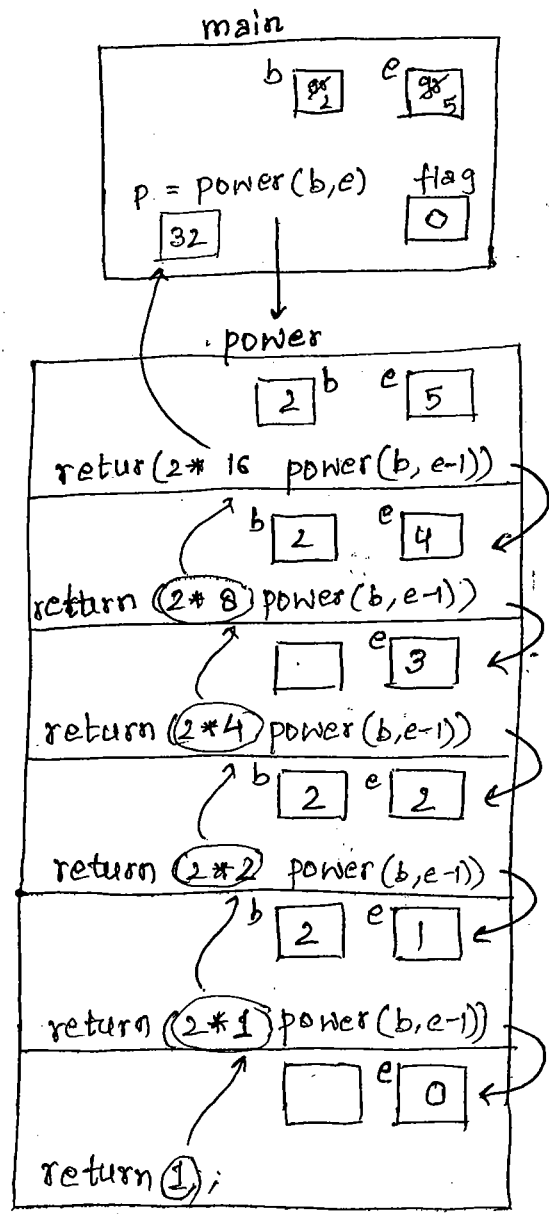 main
b 2 e 5
p = power(b,e) flag
32 0
power
2 b e 5
retur(2* 16 power(b, e-1))
b 2 e 4
return (2* 8) power(b, e-1))
e 3
return (2*4) power(b,e-1))
b 2 e 2
return (2*2) power(b,e-1))
b 2 e 1
return (2*1) power(b,e-1))
e 0
return (1);